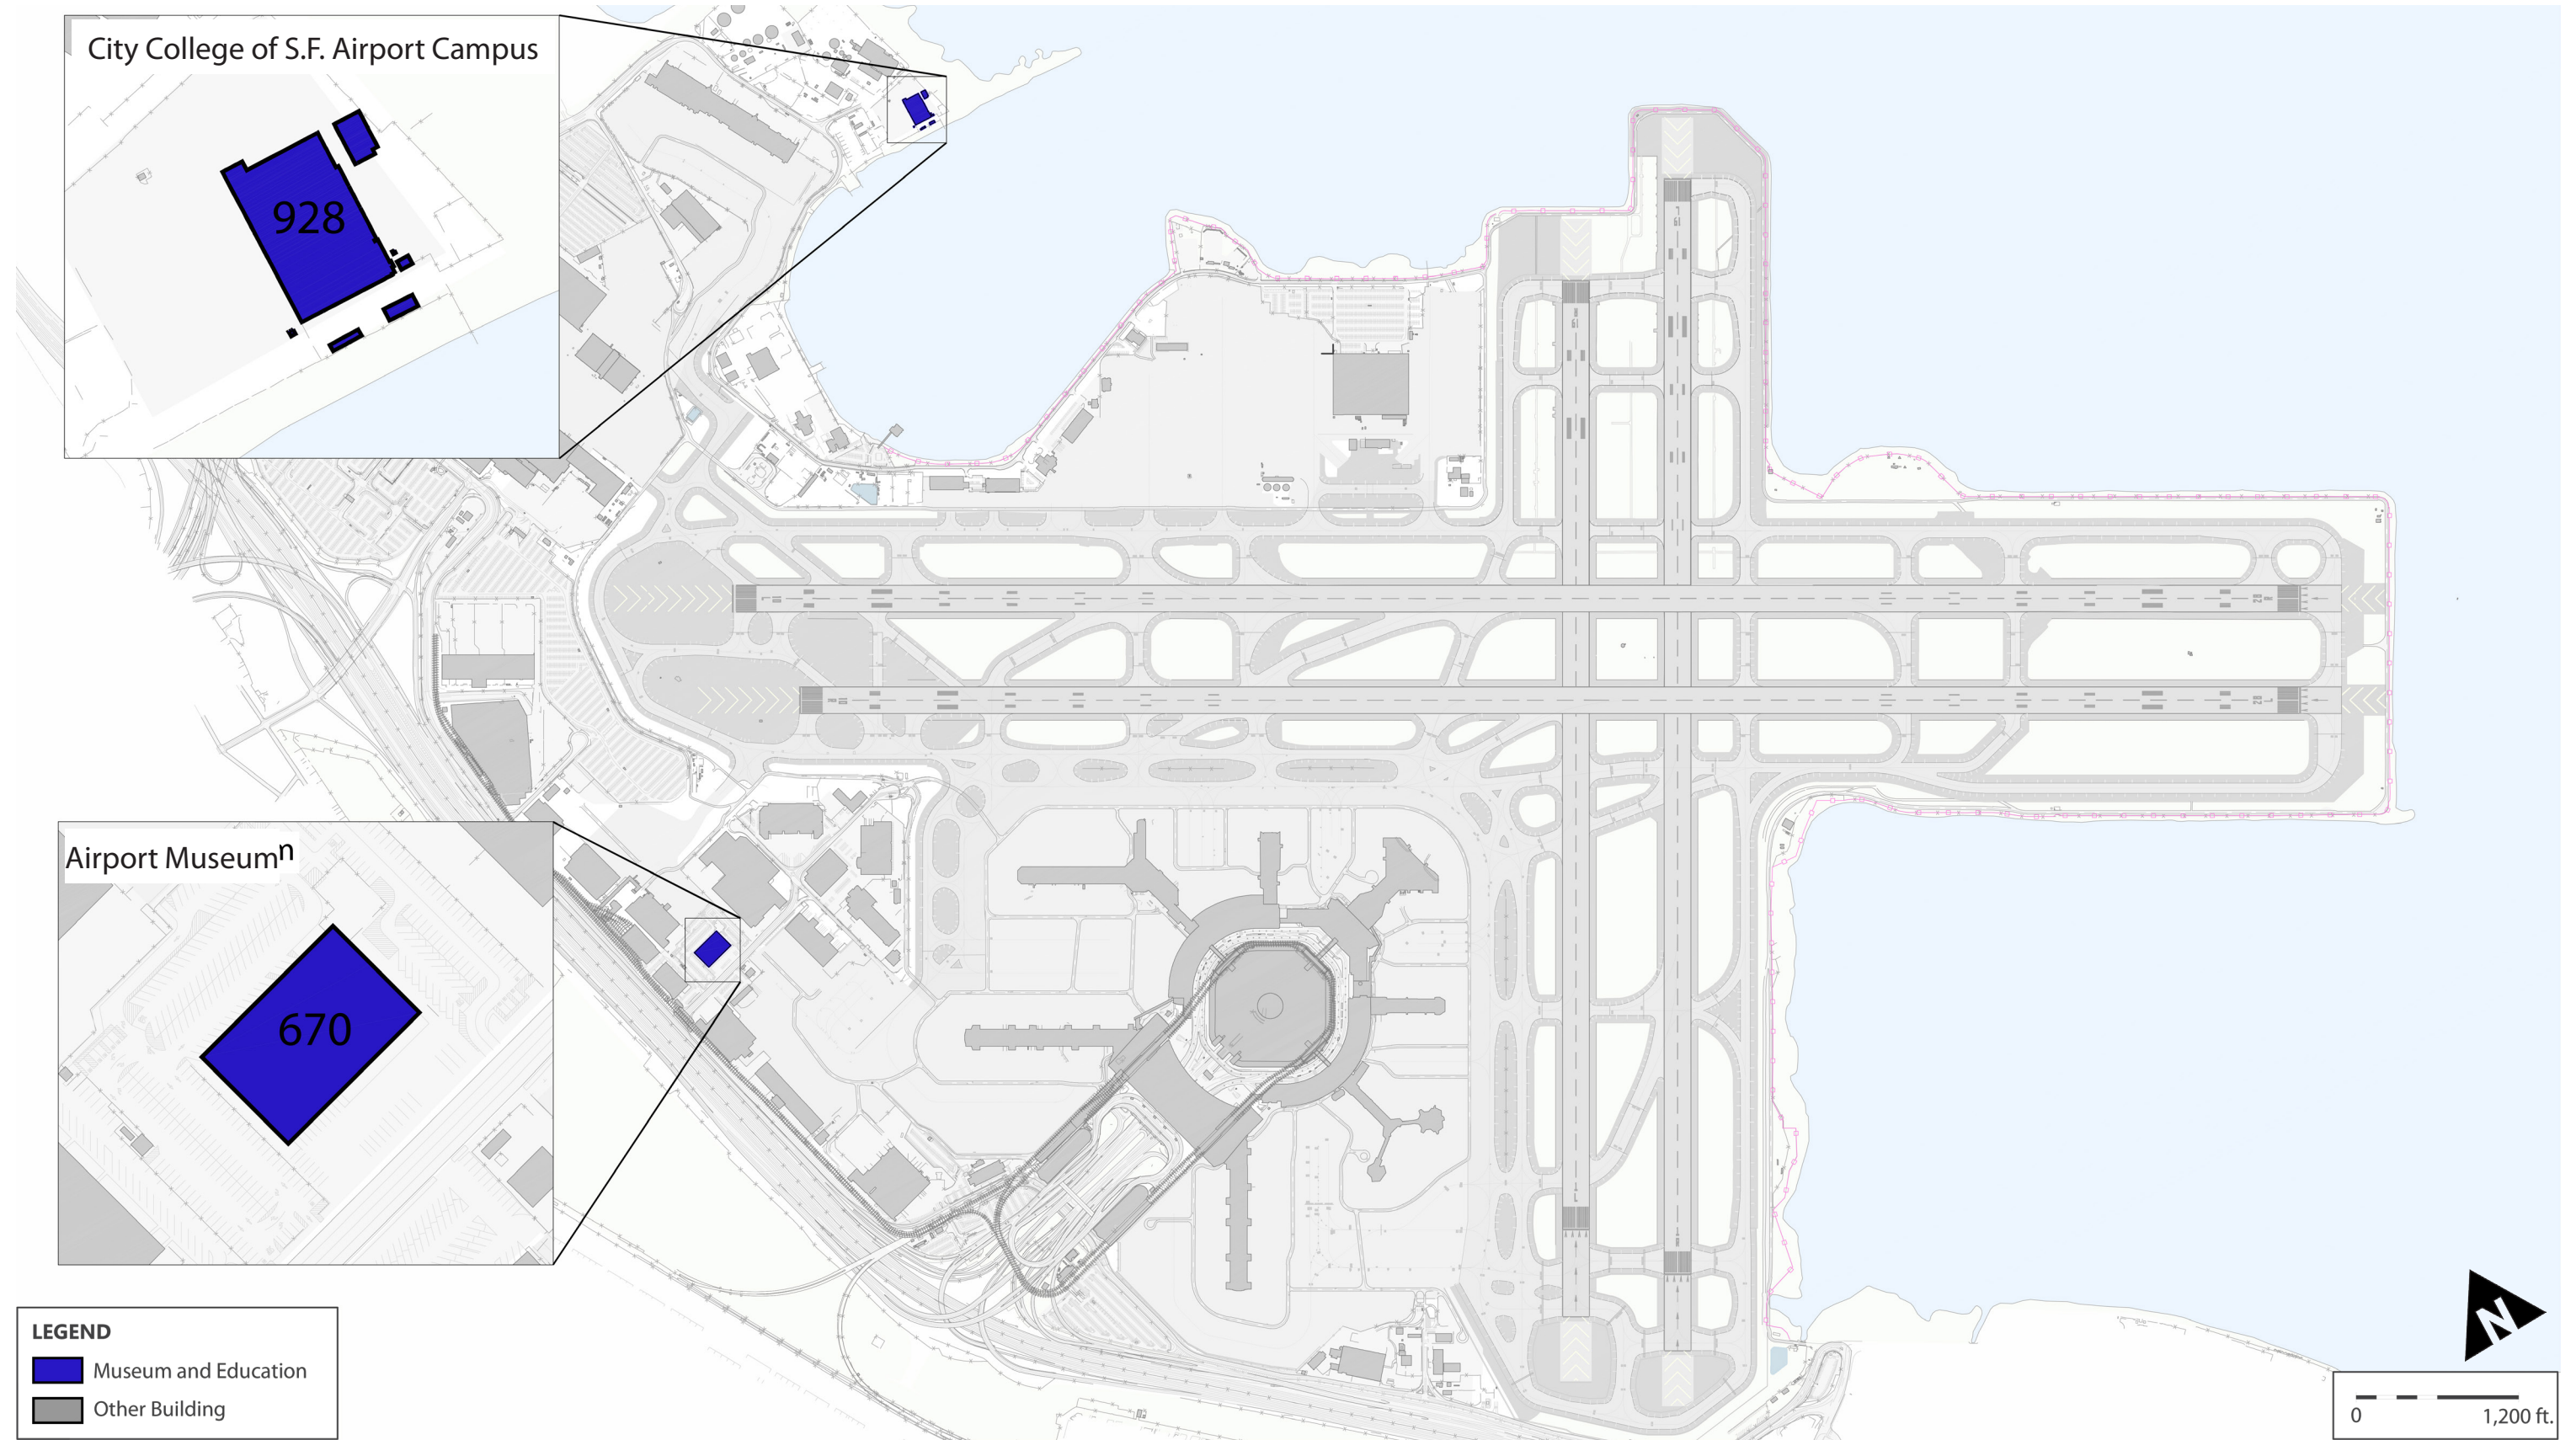 City College of S.F. Airport Campus
928
Airport Museumn
670
LEGEND
Museum and Education
Other Building
N
0 1,200 ft.